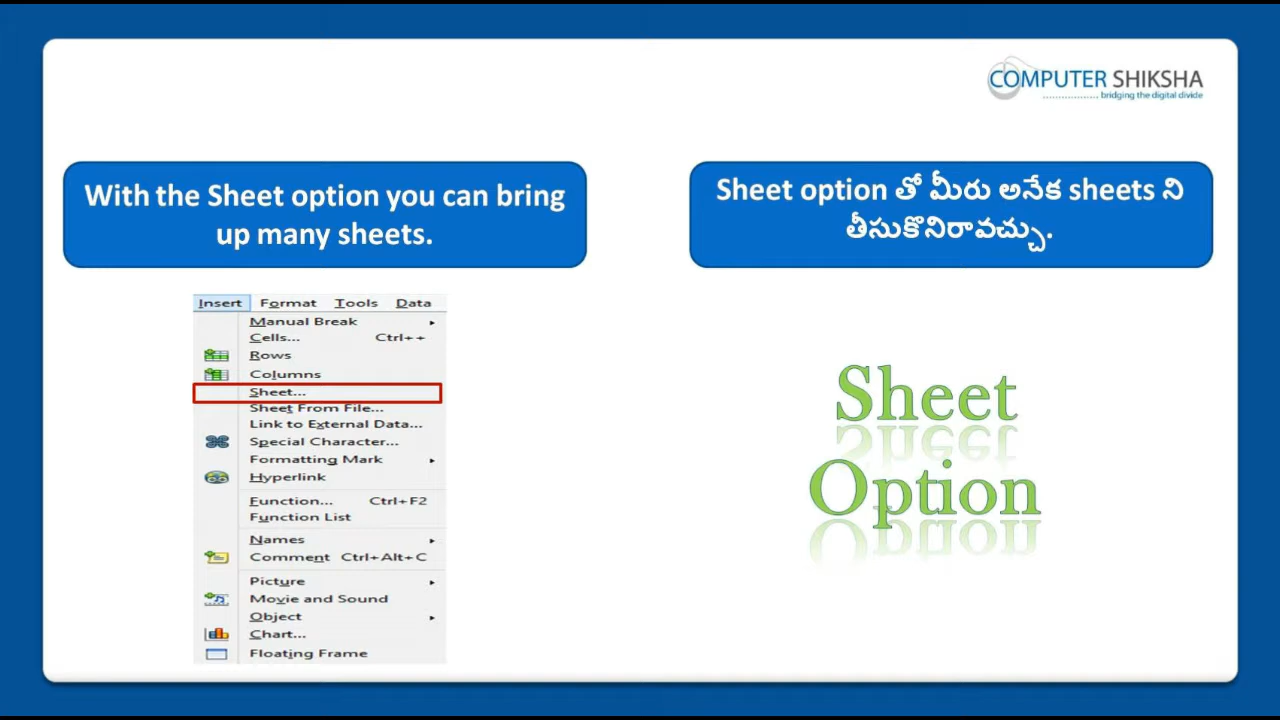 COMPUTER SHIKSHA
bridging the digital divide
With the Sheet option you can bring
up many sheets.
Sheet option తో మీరు అనేక sheets ని
తీసుకొనిరావచ్చు.
Insert Format Tools Data
Manual Break
Cells... Ctrl++
Rows
Columns
Sheet...
Sheet From File...
Link to External Data...
Special Character...
Formatting Mark
Hyperlink
Function... Ctrl+F2
Function List
Names
Comment Ctrl+Alt+C
Picture
Movie and Sound
Object
Chart...
Floating Frame
Sheet
Option